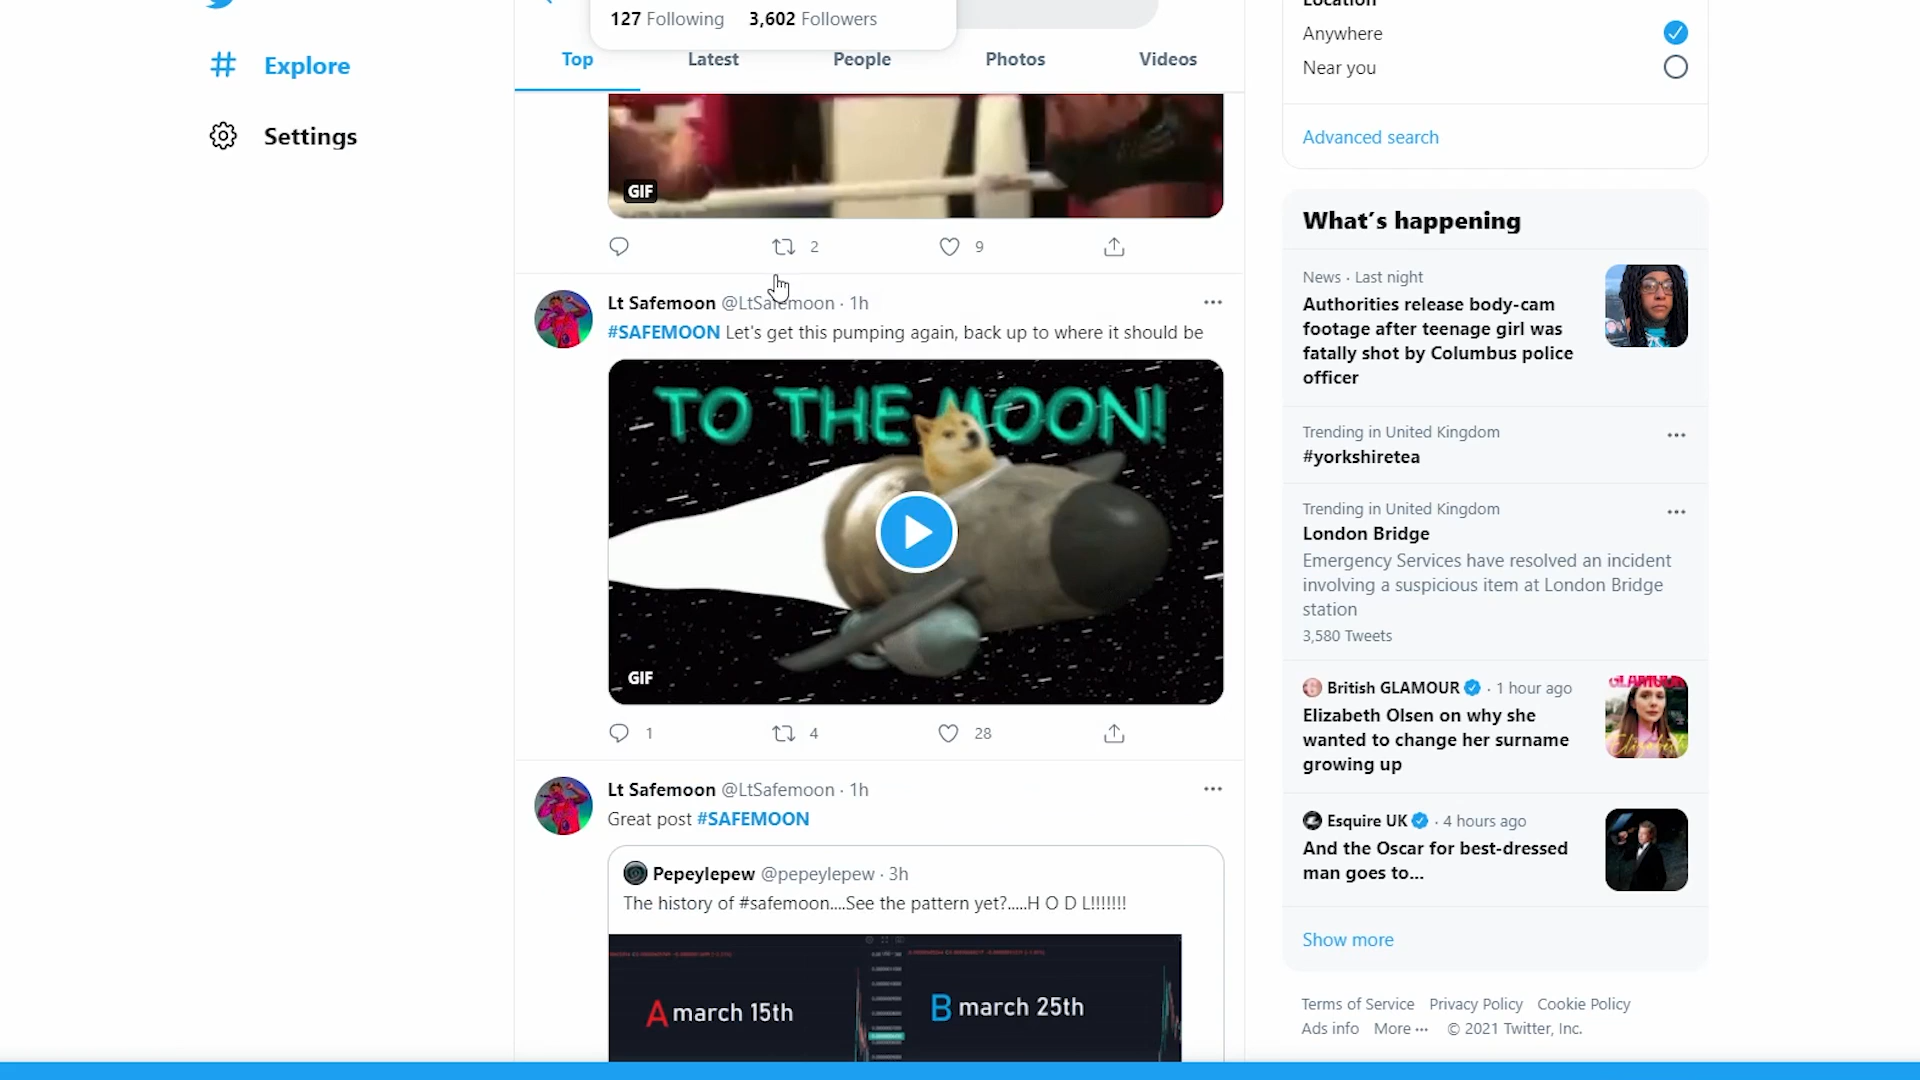 127 Following 3,602 Followers
Explore
Settings
Top Latest People Photos Videos
GIF
2 9
Lt Safemoon @LtSafemoon · 1h
#SAFEMOON Let's get this pumping again, back up to where it should be
TO THE MOON!
GIF
1 4 28
Lt Safemoon @LtSafemoon · 1h
Great post #SAFEMOON
Pepeylepew @pepeylepew · 3h
The history of #safemoon....See the pattern yet?.....H O D L!!!!!!!
A march 15th
B march 25th
Location
Anywhere
Near you
Advanced search
What's happening
News · Last night
Authorities release body-cam
footage after teenage girl was
fatally shot by Columbus police
officer
Trending in United Kingdom
#yorkshiretea
Trending in United Kingdom
London Bridge
Emergency Services have resolved an incident
involving a suspicious item at London Bridge
station
3,580 Tweets
British GLAMOUR · 1 hour ago
Elizabeth Olsen on why she
wanted to change her surname
growing up
Esquire UK · 4 hours ago
And the Oscar for best-dressed
man goes to...
Show more
Terms of Service Privacy Policy Cookie Policy
Ads info More ··· © 2021 Twitter, Inc.